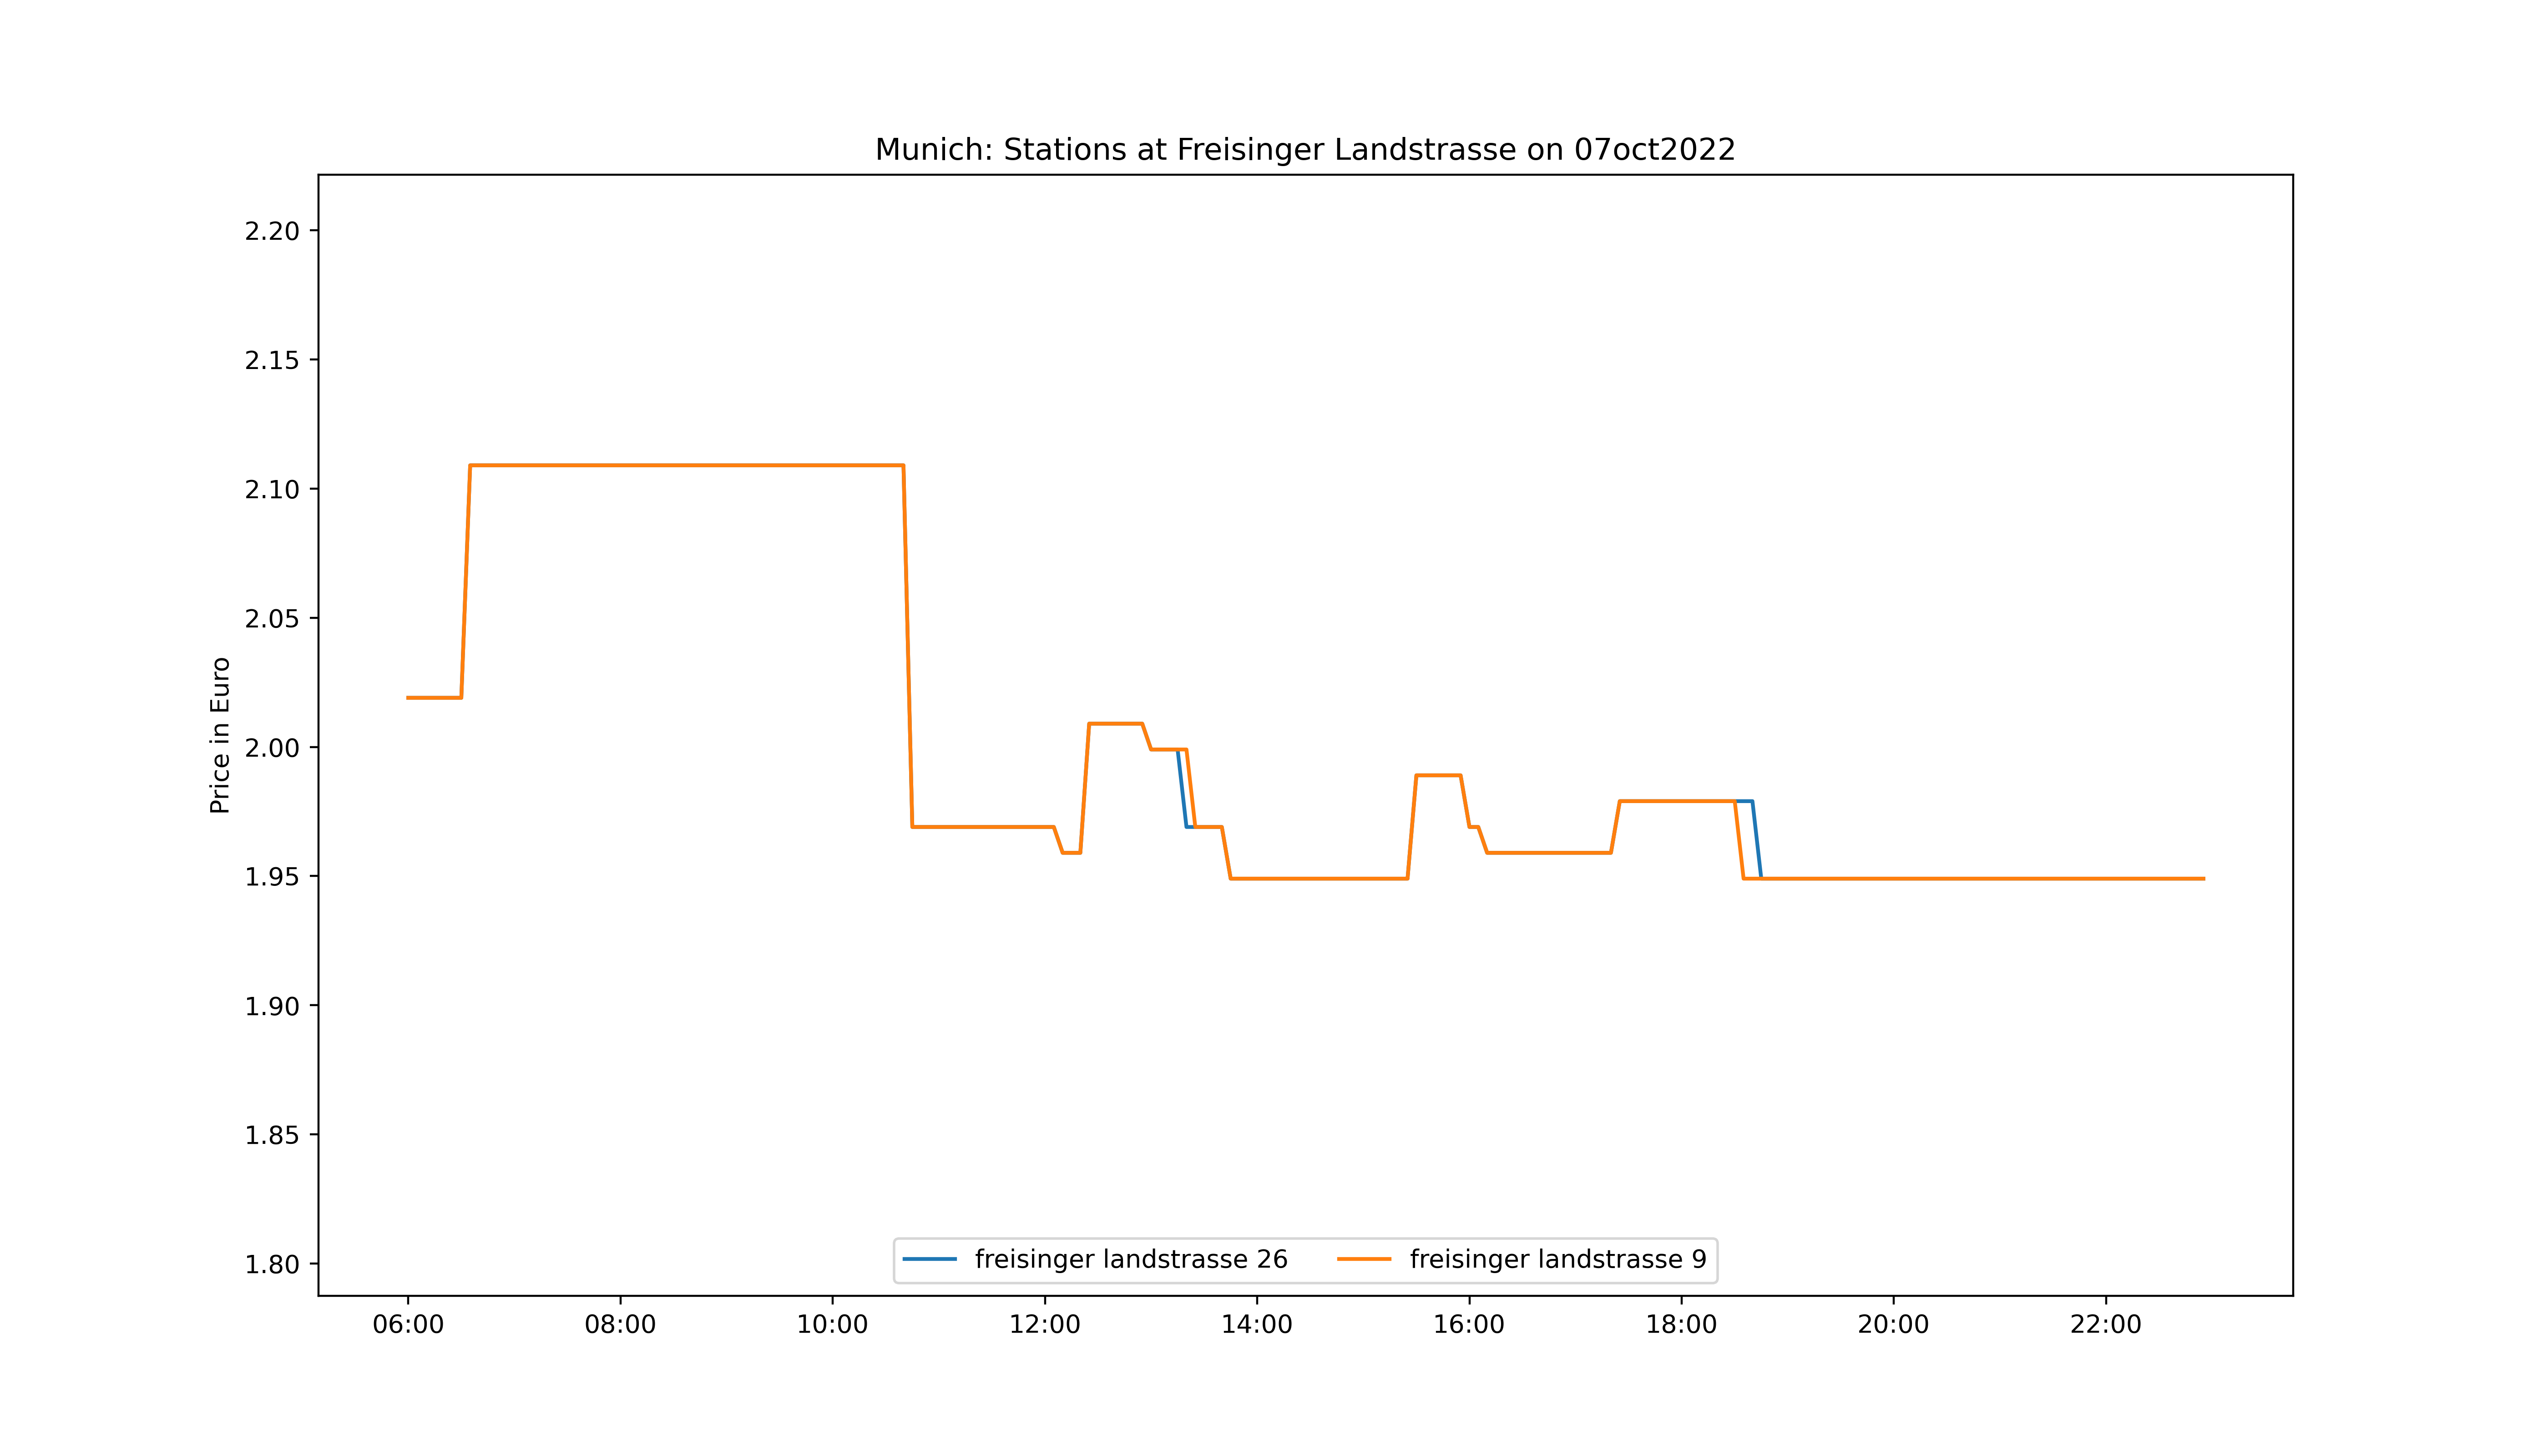 Munich: Stations at Freisinger Landstrasse on 07oct2022
Price in Euro
2.20
2.15
2.10
2.05
2.00
1.95
1.90
1.85
1.80
freisinger landstrasse 26 freisinger landstrasse 9
06:00 08:00 10:00 12:00 14:00 16:00 18:00 20:00 22:00